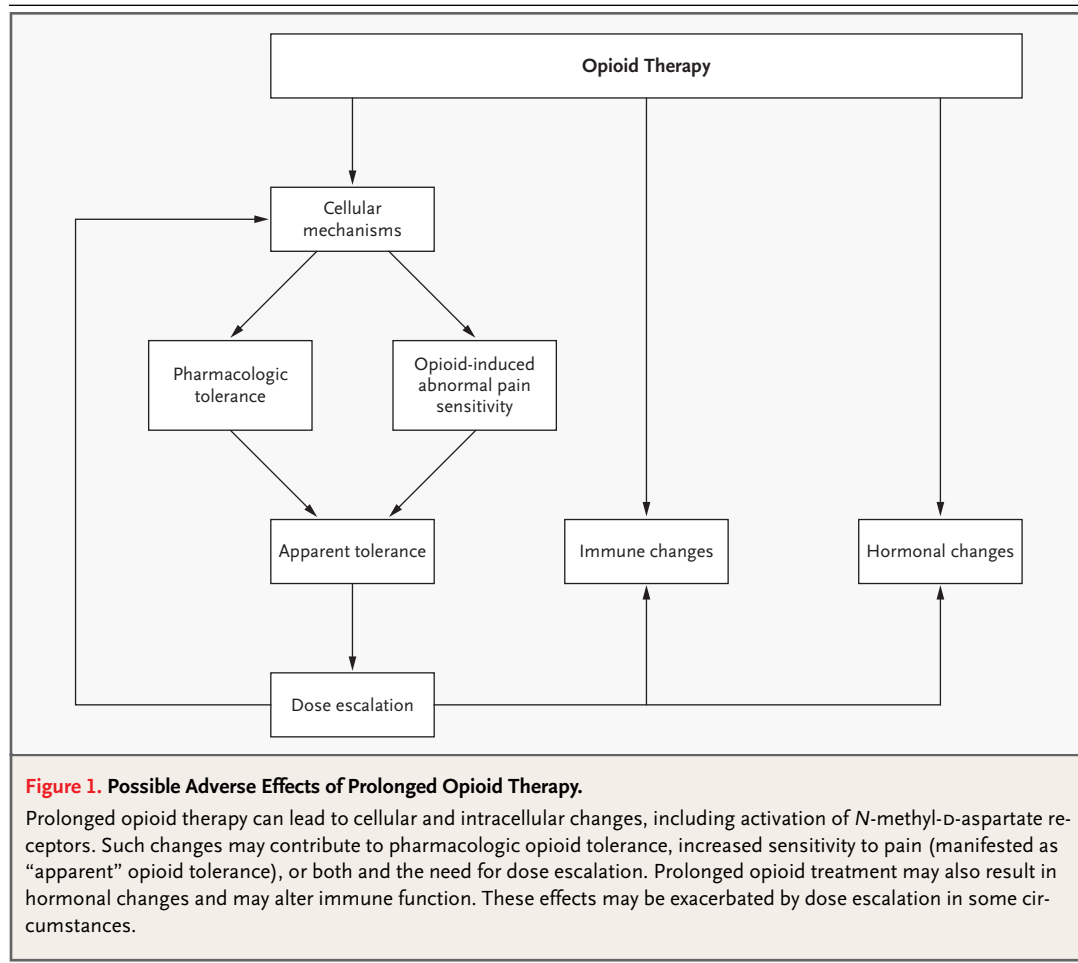 Opioid Therapy
Cellular
mechanisms
Pharmacologic
tolerance
Opioid-induced
abnormal pain
sensitivity
Apparent tolerance
Immune changes
Hormonal changes
Dose escalation
Figure 1. Possible Adverse Effects of Prolonged Opioid Therapy.
Prolonged opioid therapy can lead to cellular and intracellular changes, including activation of N-methyl-D-aspartate re-
ceptors. Such changes may contribute to pharmacologic opioid tolerance, increased sensitivity to pain (manifested as
“apparent” opioid tolerance), or both and the need for dose escalation. Prolonged opioid treatment may also result in
hormonal changes and may alter immune function. These effects may be exacerbated by dose escalation in some cir-
cumstances.